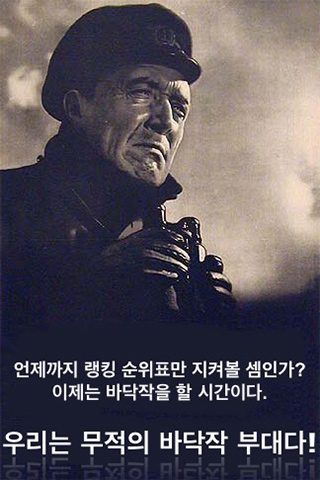 언제까지 랭킹 순위표만 지켜볼 셈인가?
이제는 바닥작을 할 시간이다.
우리는 무적의 바닥작 부대다!